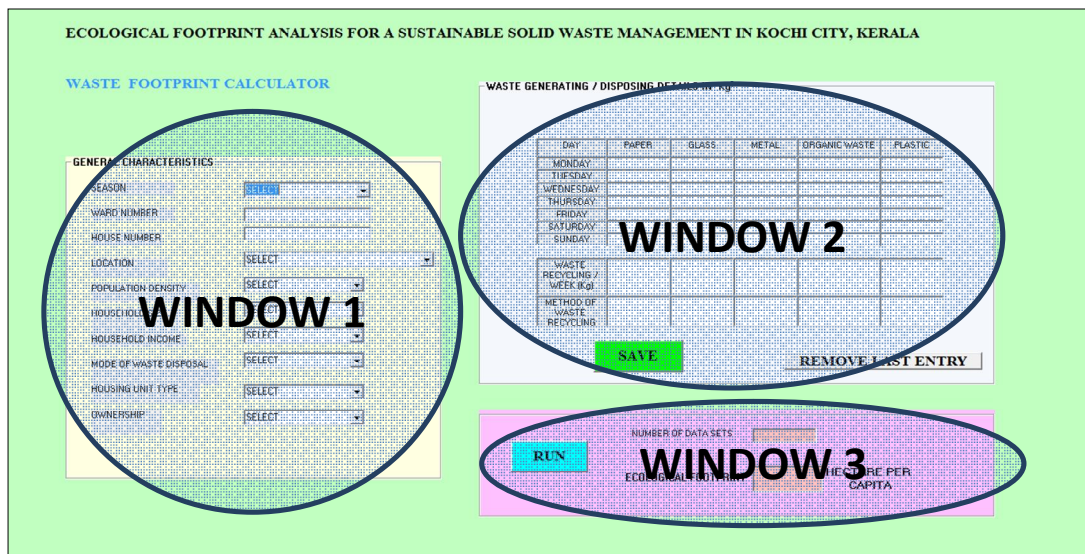 ECOLOGICAL FOOTPRINT ANALYSIS FOR A SUSTAINABLE SOLID WASTE MANAGEMENT IN KOCHI CITY, KERALA
WASTE FOOTPRINT CALCULATOR
GENERAL CHARACTERISTICS
SEASON SELECT
WARD NUMBER
HOUSE NUMBER
LOCATION SELECT
POPULATION DENSITY SELECT
HOUSEHOLD
HOUSEHOLD INCOME SELECT
MODE OF WASTE DISPOSAL SELECT
HOUSING UNIT TYPE SELECT
OWNERSHIP SELECT
WINDOW 1
WASTE GENERATING / DISPOSING DETAILS IN Kg
DAY PAPER GLASS METAL ORGANIC WASTE PLASTIC
MONDAY
TUESDAY
WEDNESDAY
THURSDAY
FRIDAY
SATURDAY
SUNDAY
WASTE
RECYCLING /
WEEK (Kg)
METHOD OF
WASTE
RECYCLING
WINDOW 2
SAVE REMOVE LAST ENTRY
NUMBER OF DATA SETS
RUN
ECOLOGICAL FOOTPRINT HECTARE PER
CAPITA
WINDOW 3